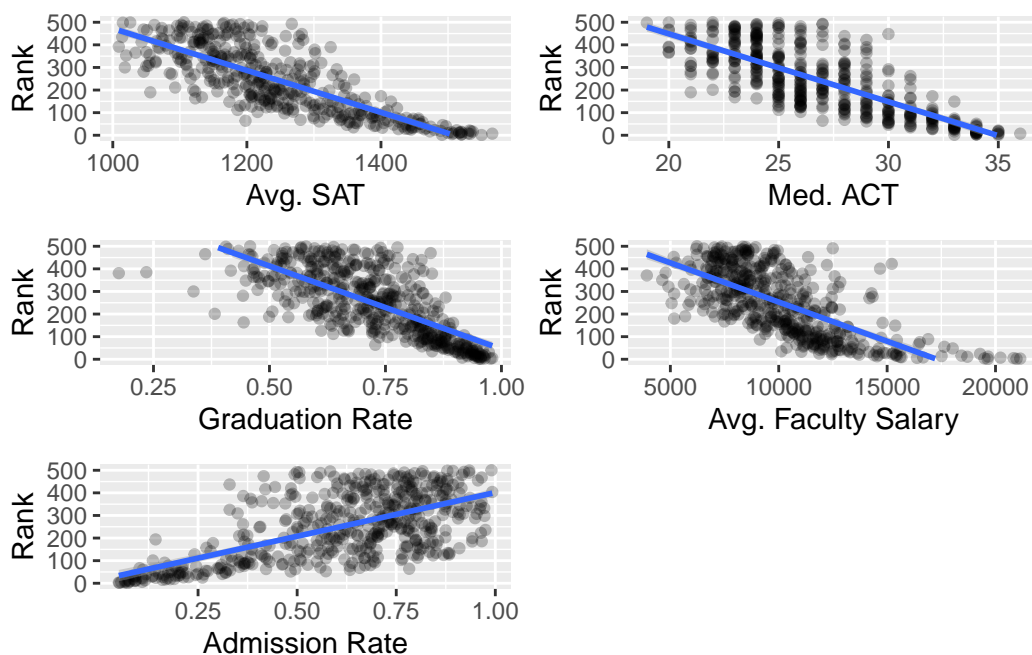 500
400
300
200
100
0
Rank
1000 1200 1400
Avg. SAT
500
400
300
200
100
0
Rank
20 25 30 35
Med. ACT
500
400
300
200
100
0
Rank
0.25 0.50 0.75 1.00
Graduation Rate
500
400
300
200
100
0
Rank
5000 10000 15000 20000
Avg. Faculty Salary
500
400
300
200
100
0
Rank
0.25 0.50 0.75 1.00
Admission Rate